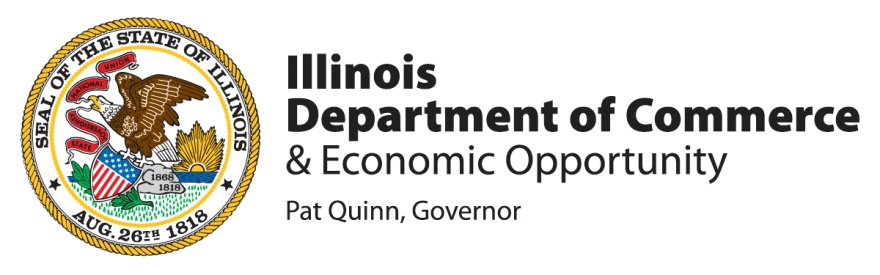 SEAL OF THE STATE OF ILLINOIS
AUG. 26TH 1818
STATE
SOVEREIGNTY
NATIONAL
UNION
1868
1818
Illinois
Department of Commerce
& Economic Opportunity
Pat Quinn, Governor